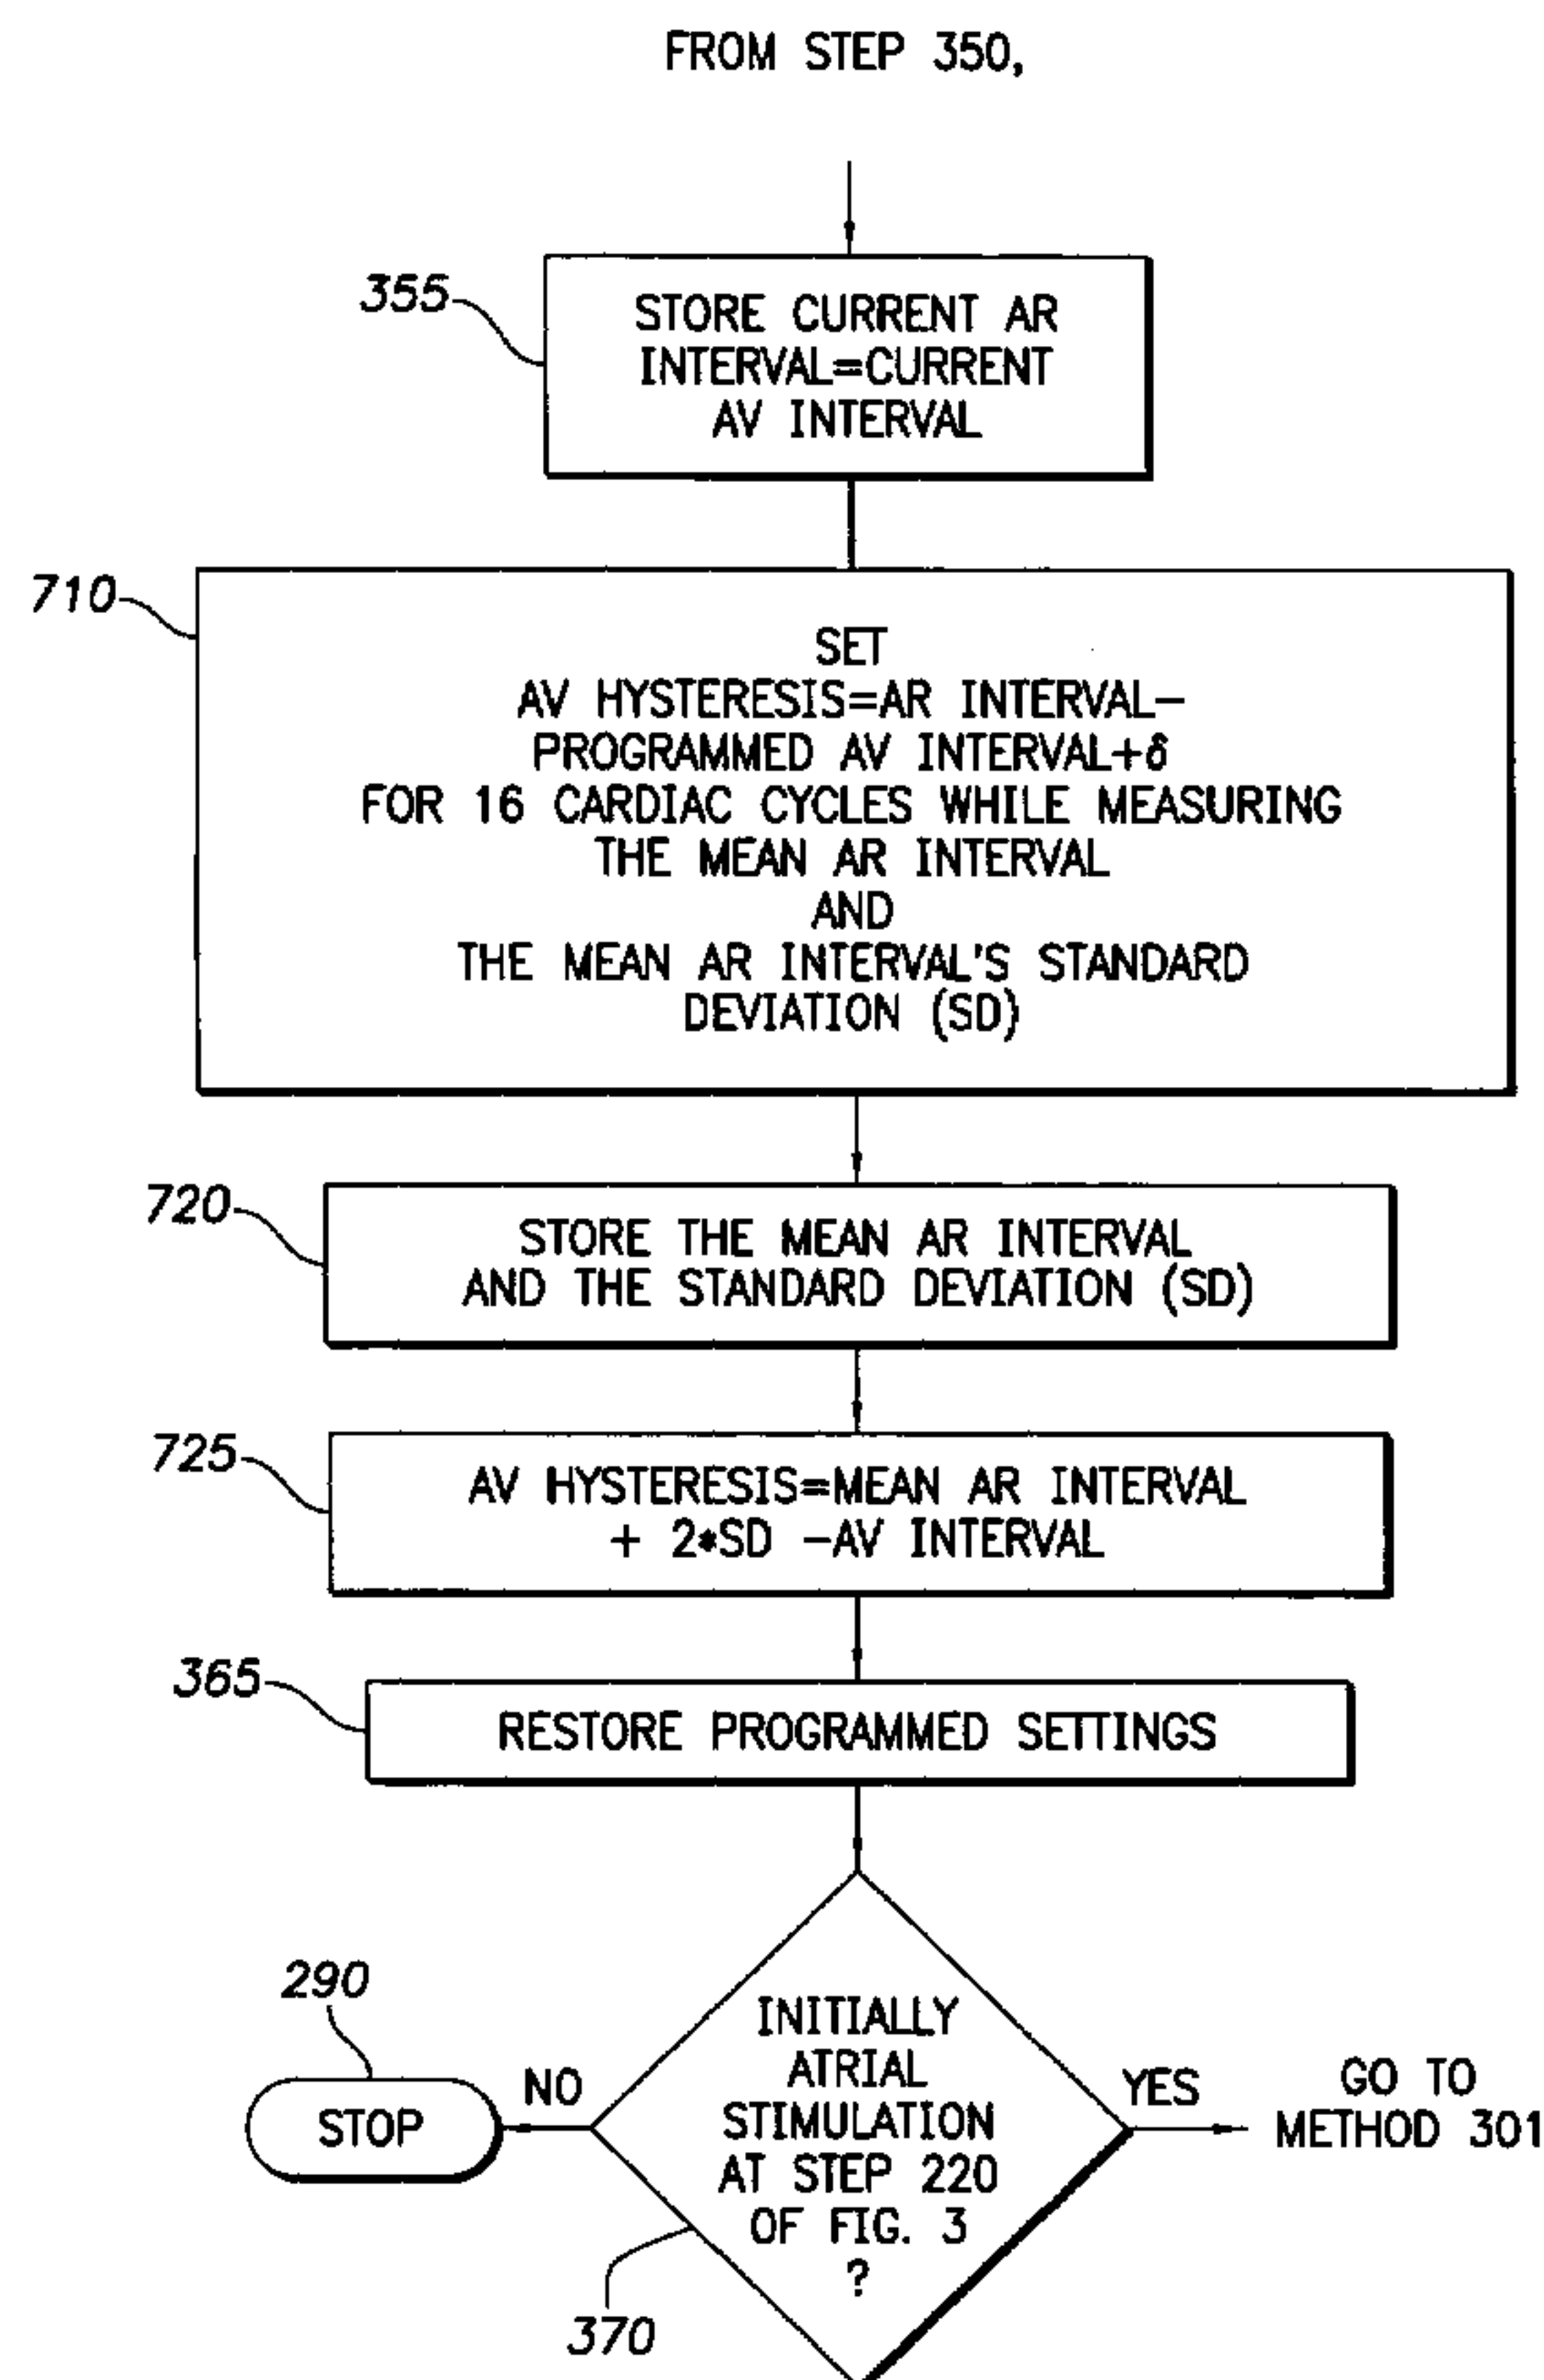 FROM STEP 350,
355
STORE CURRENT AR
INTERVAL=CURRENT
AV INTERVAL
710
SET
AV HYSTERESIS=AR INTERVAL-
PROGRAMMED AV INTERVAL+δ
FOR 16 CARDIAC CYCLES WHILE MEASURING
THE MEAN AR INTERVAL
AND
THE MEAN AR INTERVAL'S STANDARD
DEVIATION (SD)
720
STORE THE MEAN AR INTERVAL
AND THE STANDARD DEVIATION (SD)
725
AV HYSTERESIS=MEAN AR INTERVAL
+ 2*SD -AV INTERVAL
365
RESTORE PROGRAMMED SETTINGS
290
STOP
NO
INITIALLY
ATRIAL
STIMULATION
AT STEP 220
OF FIG. 3
?
YES
GO TO
METHOD 301
370